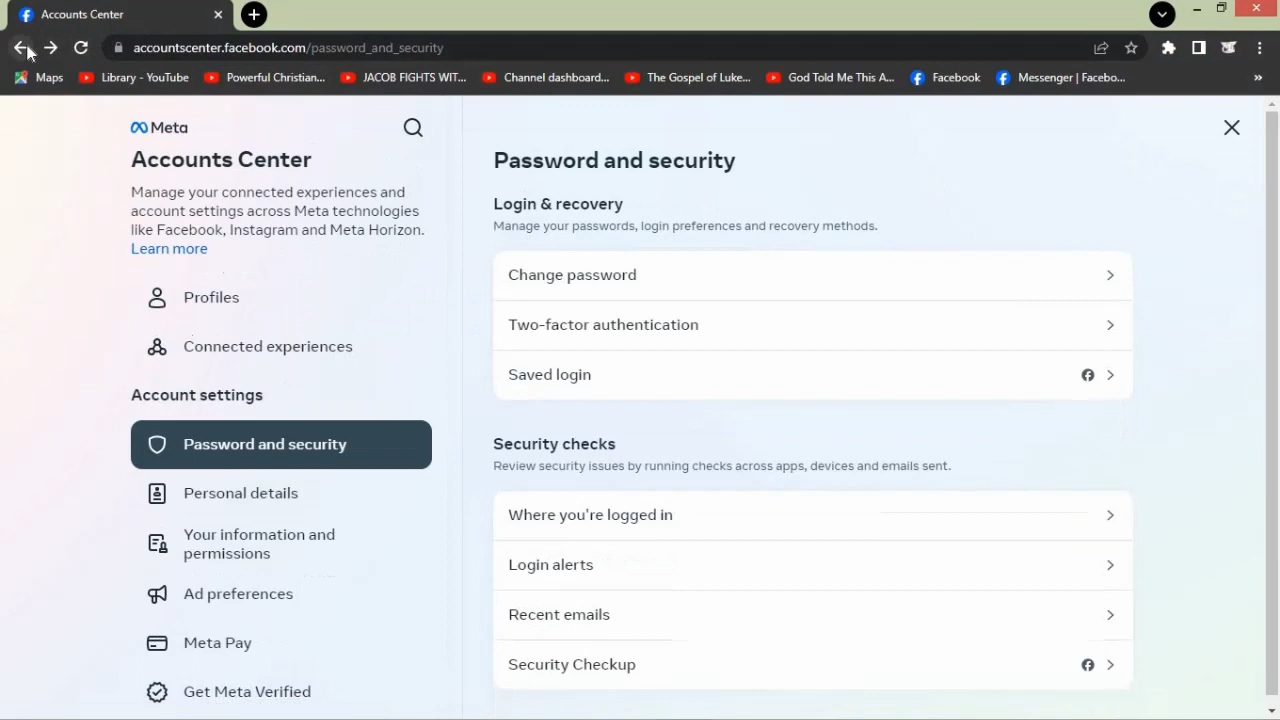 Accounts Center
accountscenter.facebook.com/password_and_security
Maps
Library - YouTube
Powerful Christian...
JACOB FIGHTS WIT...
Channel dashboard...
The Gospel of Luke...
God Told Me This A...
Facebook
Messenger | Facebo...
»
Meta
Accounts Center
Manage your connected experiences and
account settings across Meta technologies
like Facebook, Instagram and Meta Horizon.
Learn more
Profiles
Connected experiences
Account settings
Password and security
Personal details
Your information and
permissions
Ad preferences
Meta Pay
Get Meta Verified
Password and security
Login & recovery
Manage your passwords, login preferences and recovery methods.
Change password
Two-factor authentication
Saved login
Security checks
Review security issues by running checks across apps, devices and emails sent.
Where you're logged in
Login alerts
Recent emails
Security Checkup